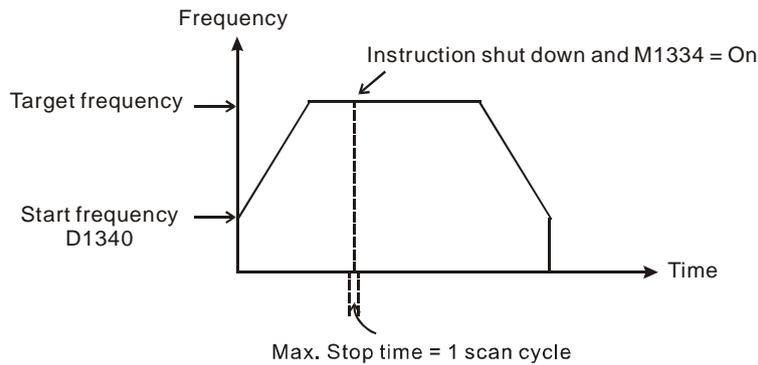 Frequency
Instruction shut down and M1334 = On
Target frequency
Start frequency
D1340
Time
Max. Stop time = 1 scan cycle